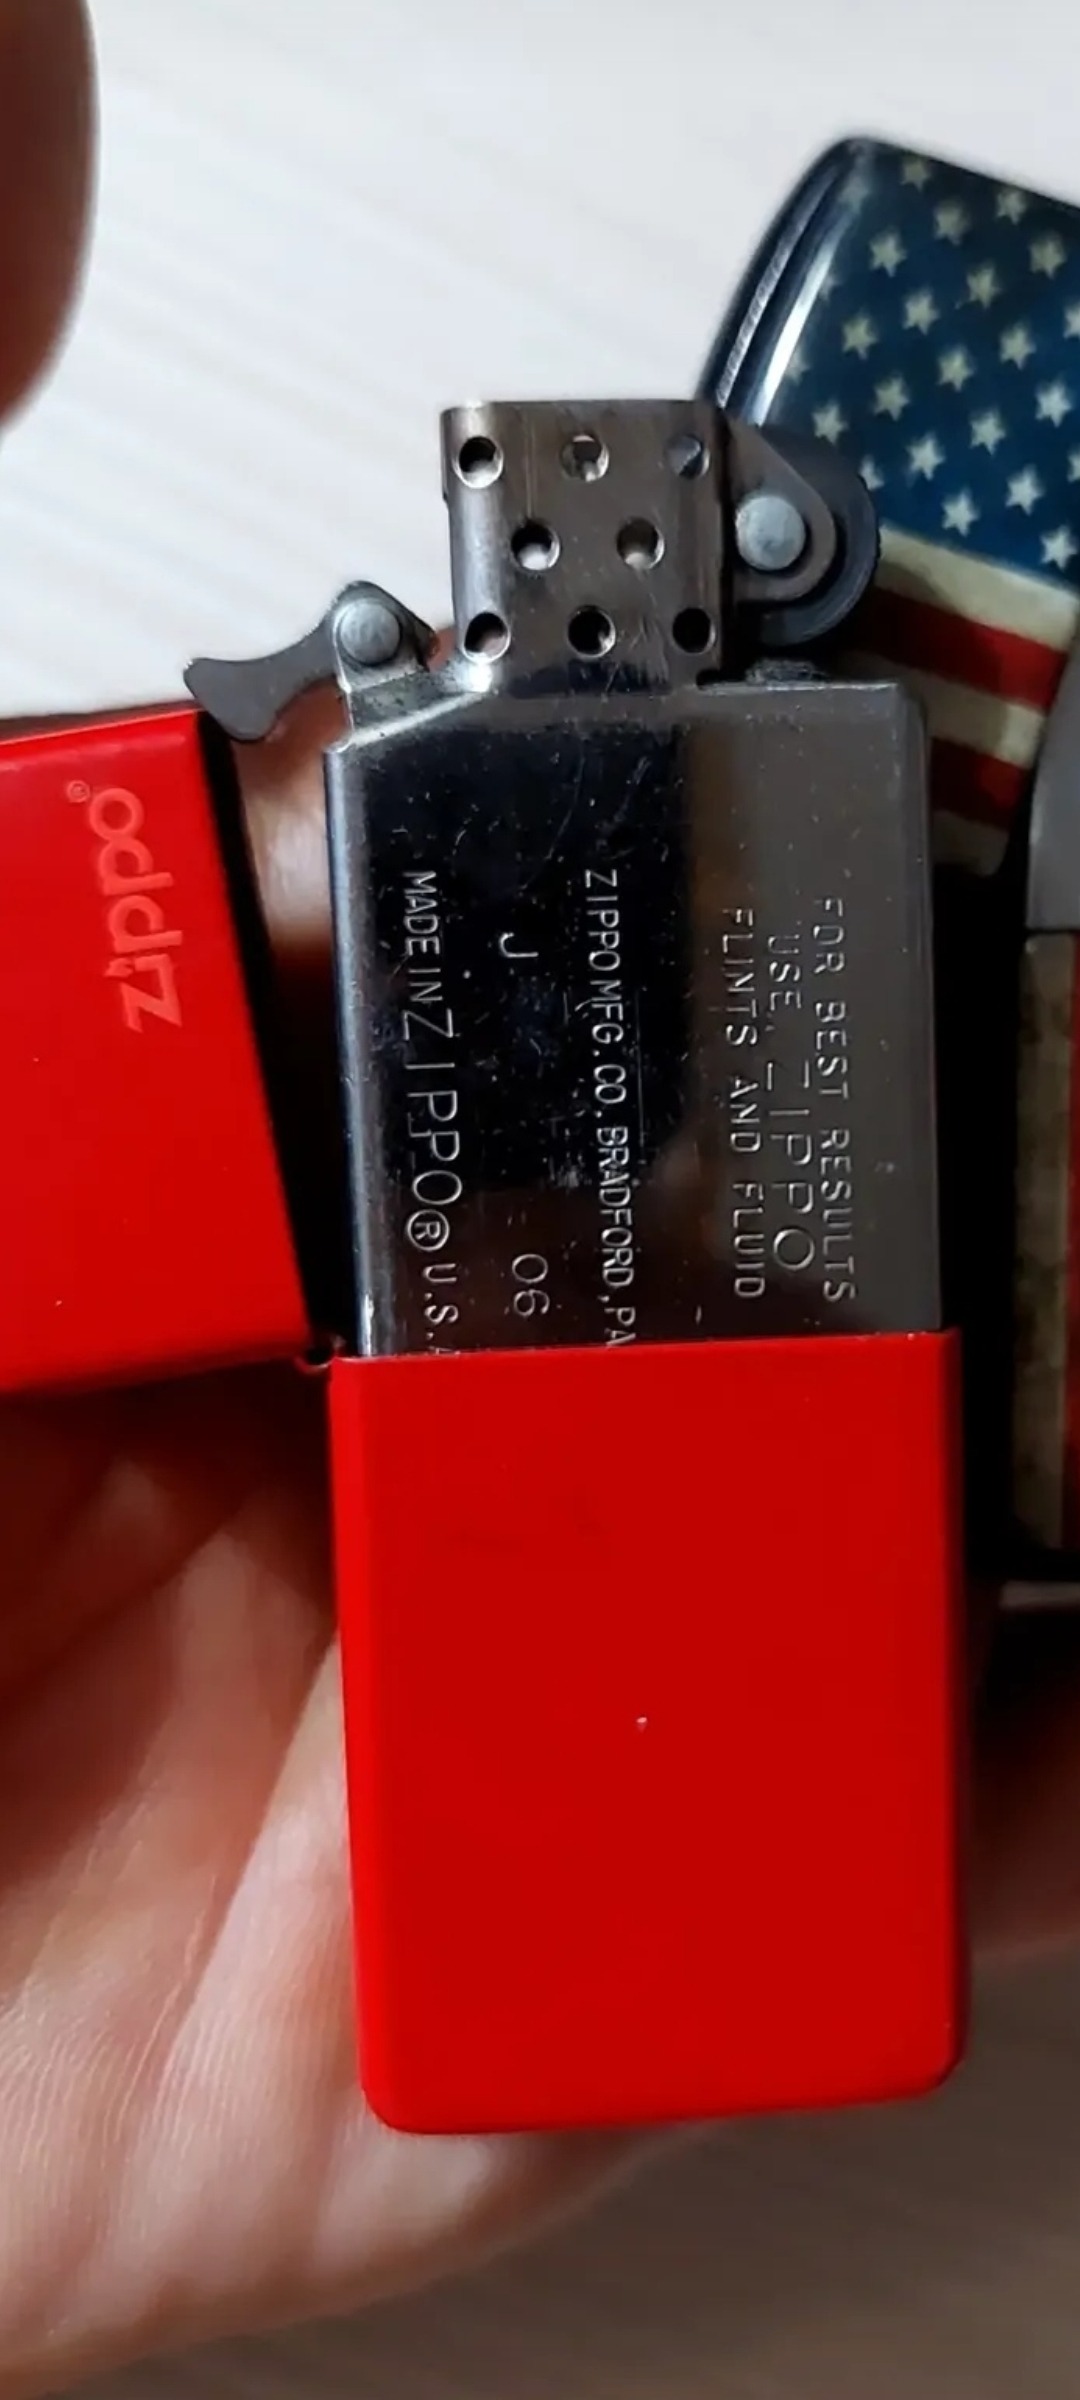 Zippo®
FOR BEST RESULTS
USE ZIPPO
FLINTS AND FLUID
ZIPPO MFG. CO. BRADFORD, PA
J 06
MADE IN ZIPPO® U.S.A